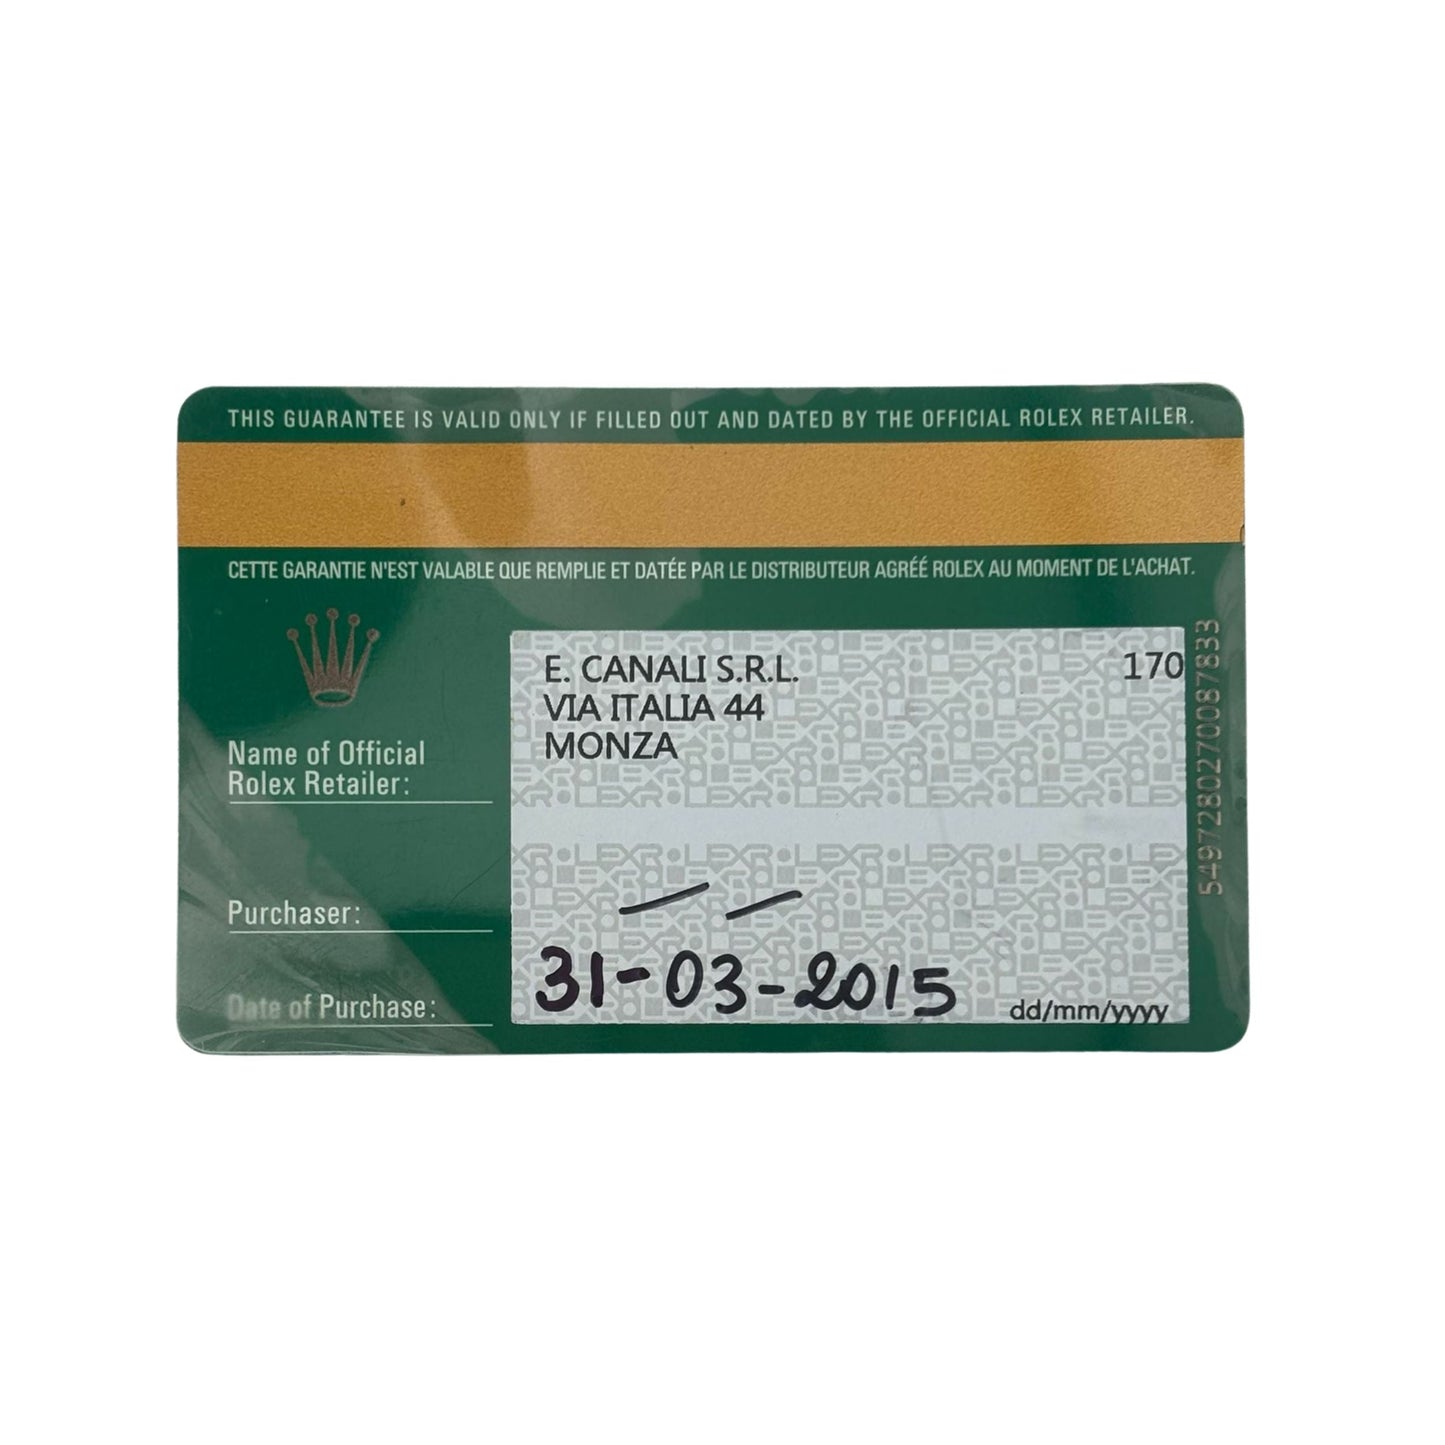 THIS GUARANTEE IS VALID ONLY IF FILLED OUT AND DATED BY THE OFFICIAL ROLEX RETAILER.
CETTE GARANTIE N'EST VALABLE QUE REMPLIE ET DATÉE PAR LE DISTRIBUTEUR AGRÉÉ ROLEX AU MOMENT DE L'ACHAT.
E. CANALI S.R.L. 170
VIA ITALIA 44
MONZA
Name of Official
Rolex Retailer:
Purchaser: — —
Date of Purchase: 31-03-2015 dd/mm/yyyy
5497280270087833